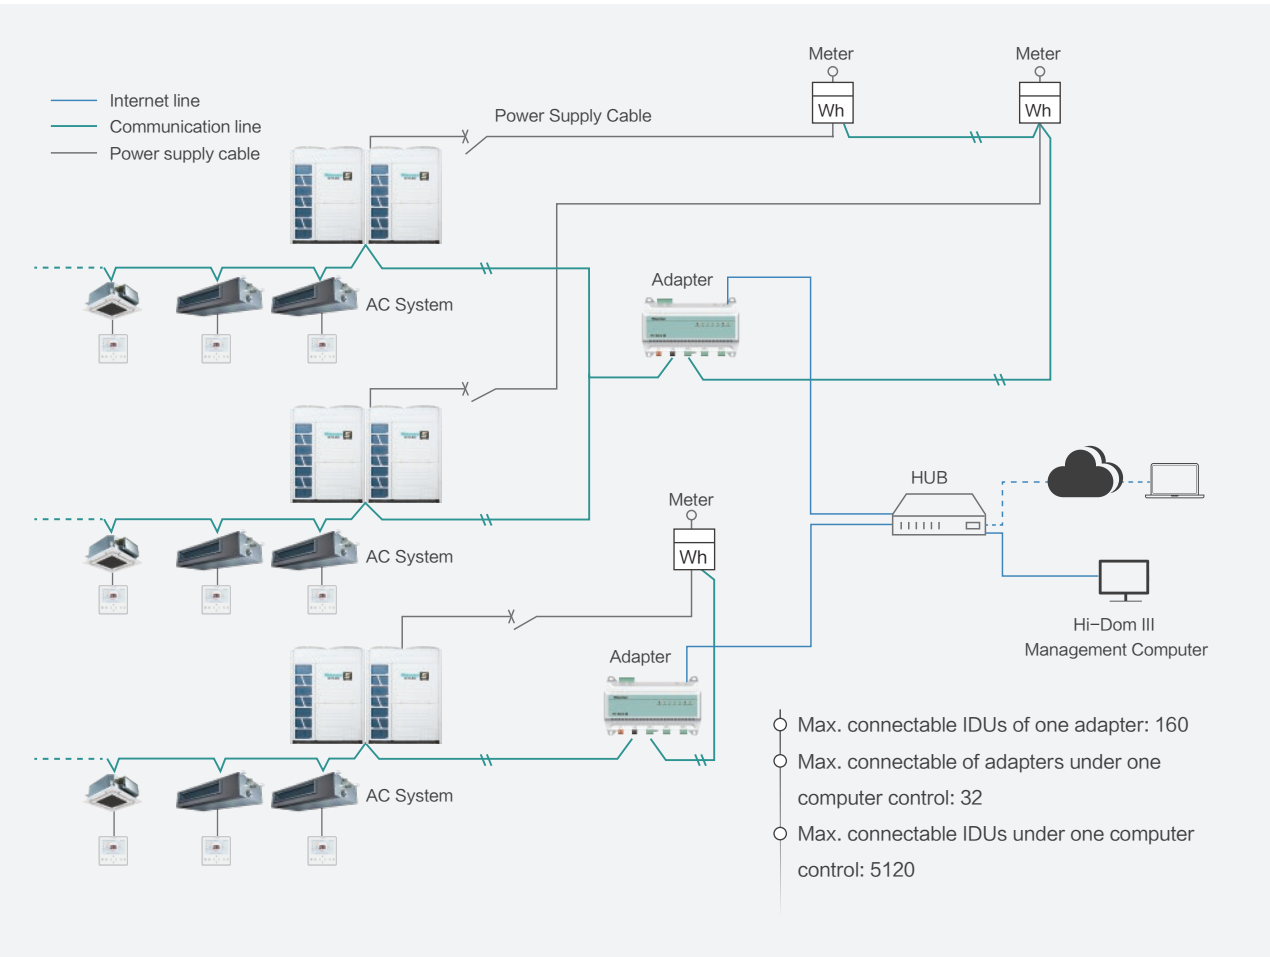 Meter
Meter
Internet line
Communication line
Power supply cable
Power Supply Cable
Wh
Wh
Adapter
AC System
HUB
Meter
Wh
AC System
Hi-Dom III
Management Computer
Adapter
AC System
Max. connectable IDUs of one adapter: 160
Max. connectable of adapters under one
computer control: 32
Max. connectable IDUs under one computer
control: 5120